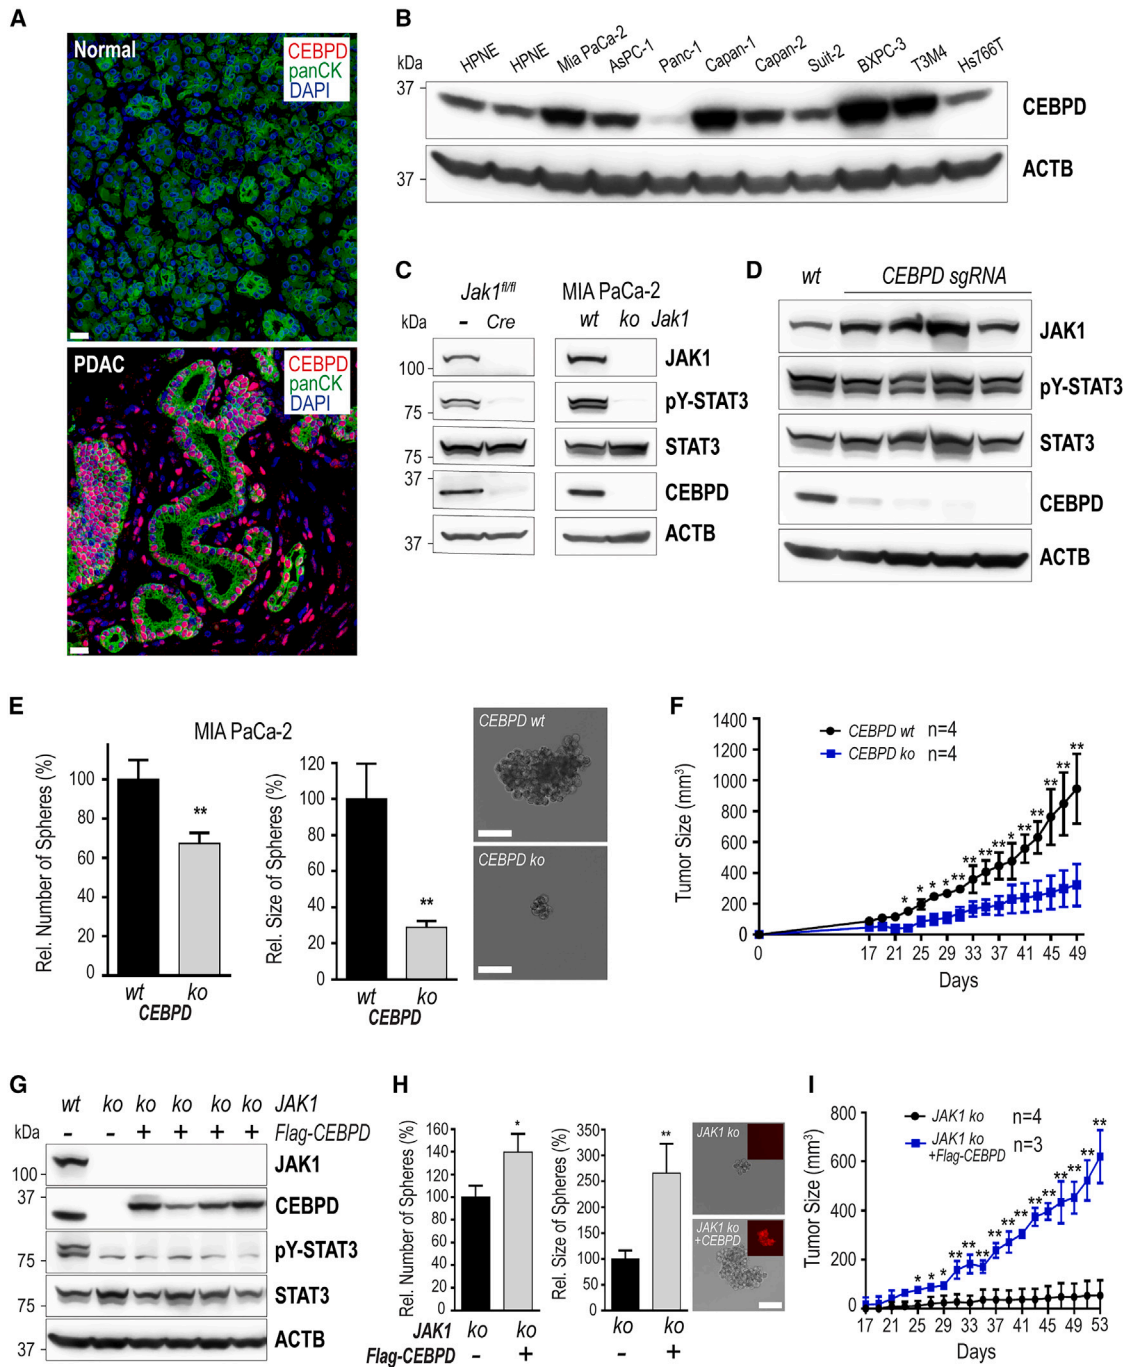 A
Normal
CEBPD
panCK
DAPI
PDAC
CEBPD
panCK
DAPI
B
kDa
HPNE HPNE Mia PaCa-2 AsPC-1 Panc-1 Capan-1 Capan-2 Suit-2 BXPC-3 T3M4 Hs766T
37
CEBPD
37
ACTB
C
Jak1fl/fl MIA PaCa-2
kDa - Cre wt ko Jak1
100 JAK1
75 pY-STAT3
75 STAT3
37 CEBPD
37 ACTB
D
wt CEBPD sgRNA
JAK1
pY-STAT3
STAT3
CEBPD
ACTB
E
MIA PaCa-2
Rel. Number of Spheres (%)
100
80
60
40
20
0
**
wt ko
CEBPD
Rel. Size of Spheres (%)
120
100
80
60
40
20
0
**
wt ko
CEBPD
CEBPD wt
CEBPD ko
F
Tumor Size (mm3)
1400
1200
1000
800
600
400
200
0
CEBPD wt n=4
CEBPD ko n=4
* * * * ** ** ** ** * ** ** ** ** **
0 17 21 25 29 33 37 41 45 49
Days
G
wt ko ko ko ko ko JAK1
kDa - - + + + + Flag-CEBPD
100 JAK1
37 CEBPD
75 pY-STAT3
75 STAT3
37 ACTB
H
Rel. Number of Spheres (%)
160
140
120
100
80
60
40
20
0
*
JAK1 ko ko
Flag-CEBPD - +
Rel. Size of Spheres (%)
350
300
250
200
150
100
50
0
**
ko ko
- +
JAK1 ko
JAK1 ko
+CEBPD
I
Tumor Size (mm3)
800
600
400
200
0
JAK1 ko n=4
JAK1 ko
+Flag-CEBPD n=3
* * * ** ** ** ** ** ** ** ** ** ** ** **
17 21 25 29 33 37 41 45 49 53
Days